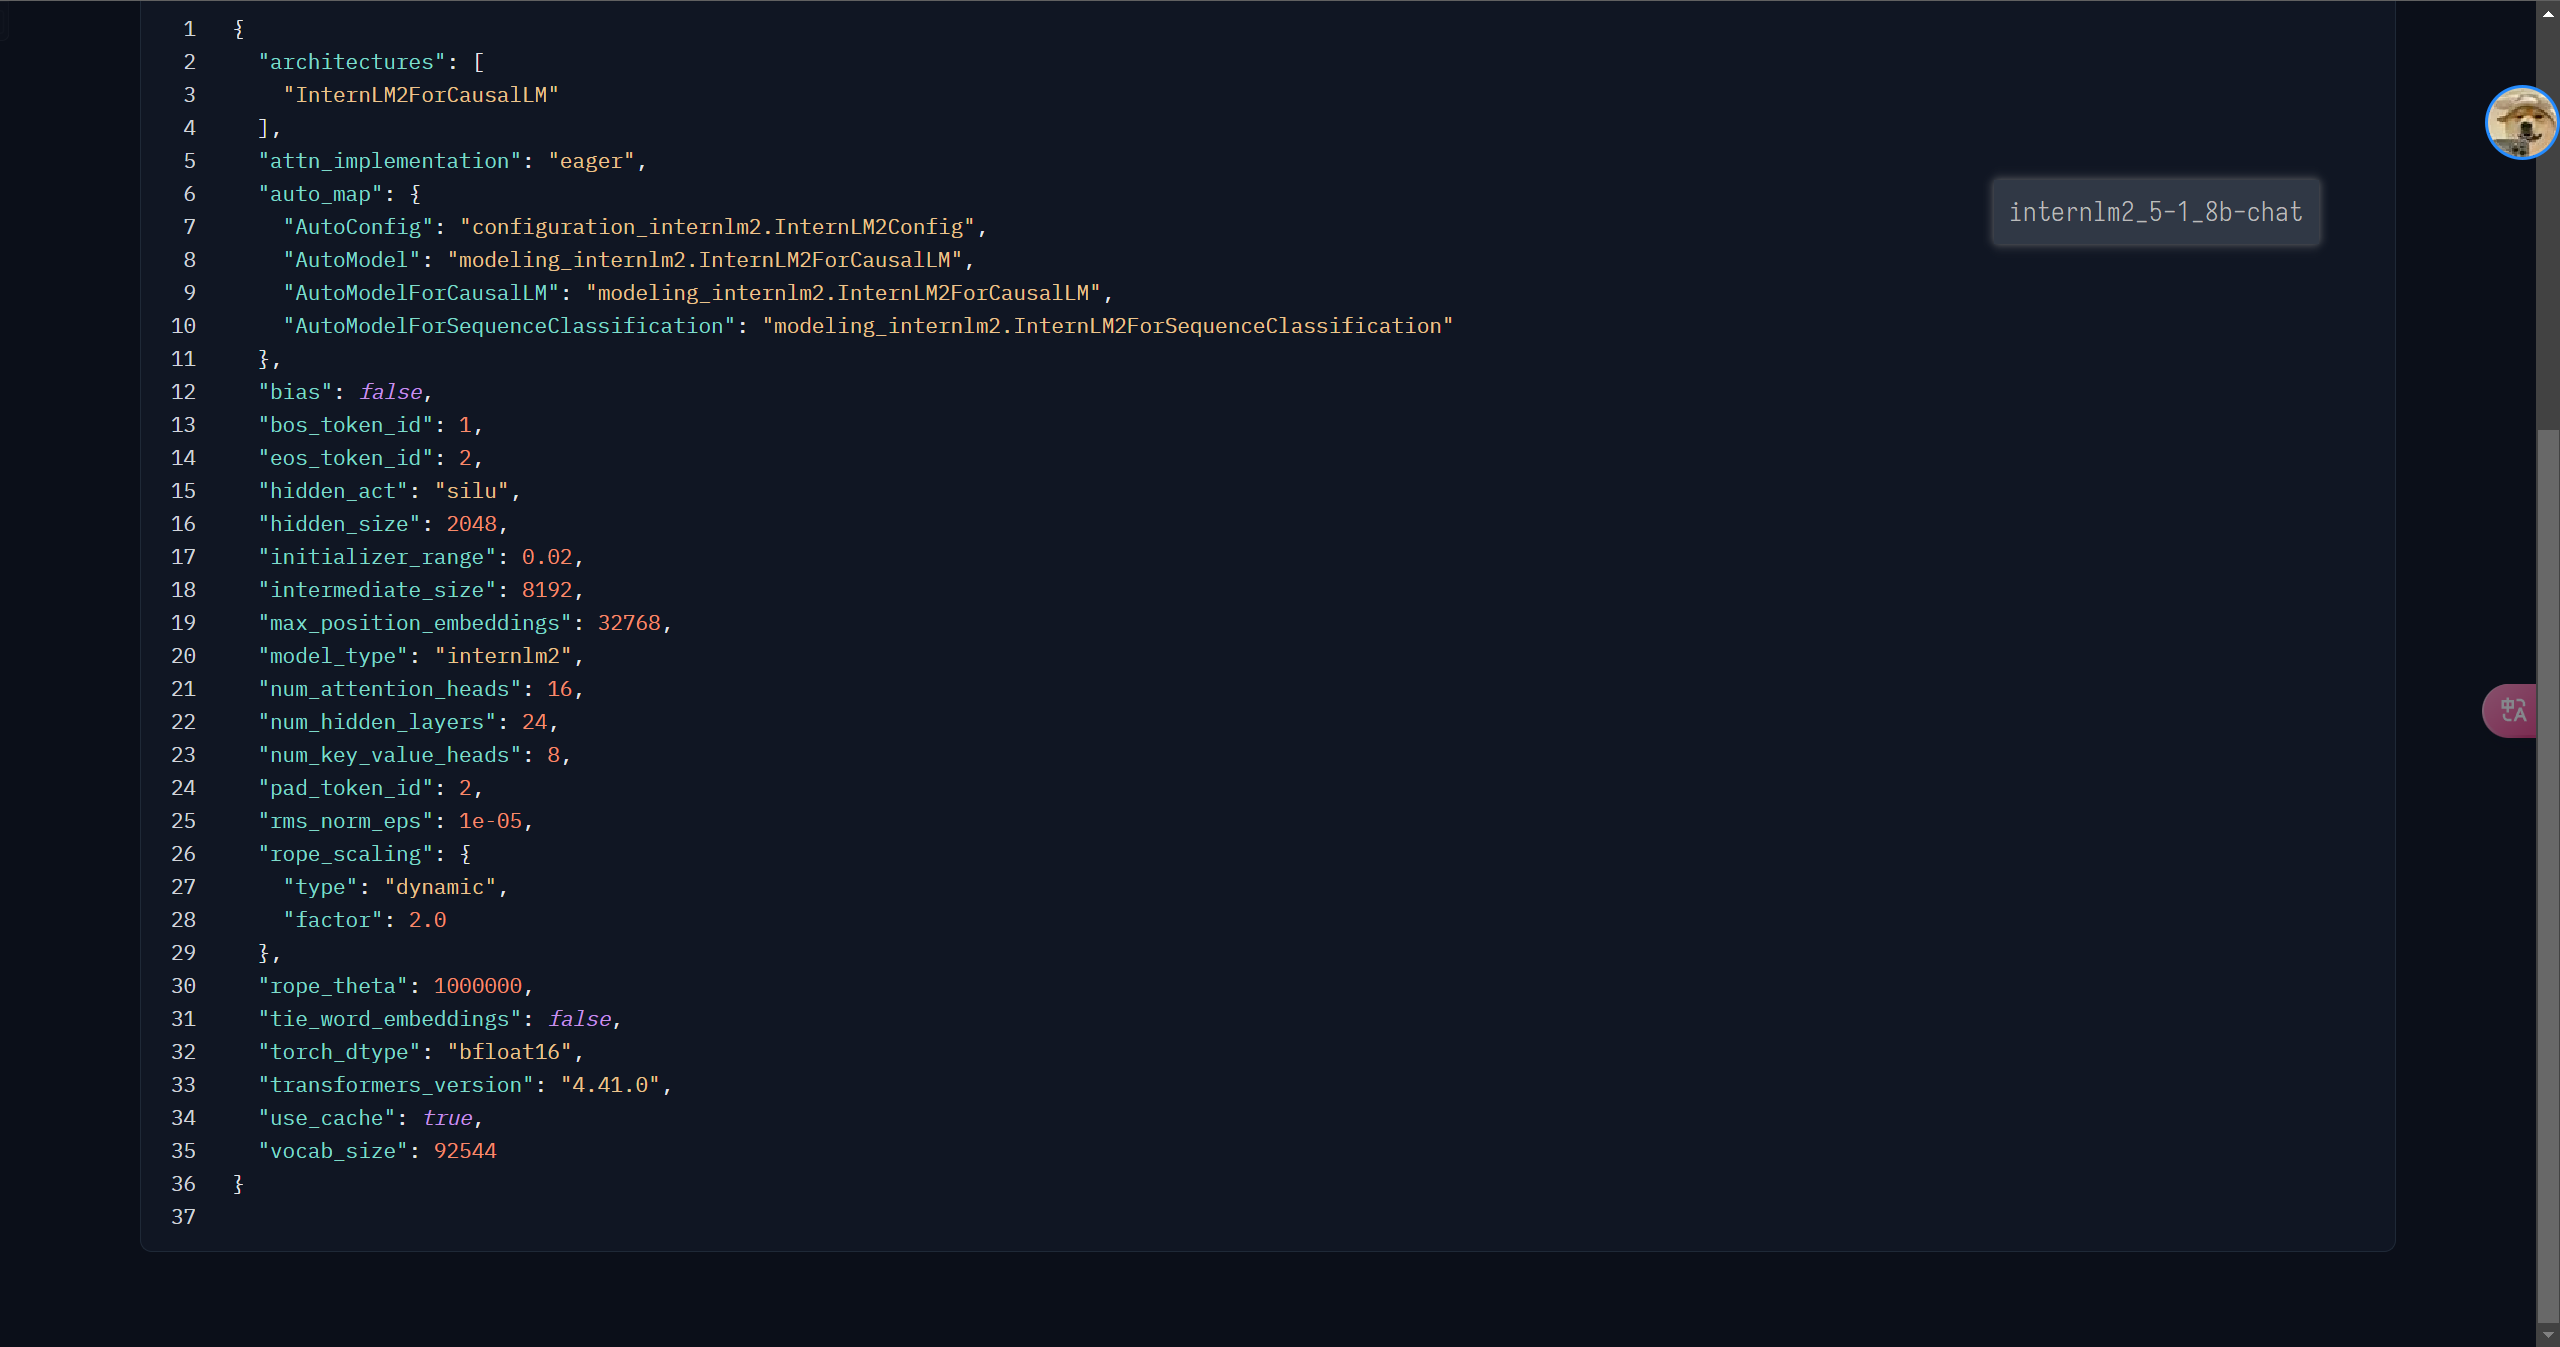 1 {
2   "architectures": [
3     "InternLM2ForCausalLM"
4   ],
5   "attn_implementation": "eager",
6   "auto_map": {
7     "AutoConfig": "configuration_internlm2.InternLM2Config",
8     "AutoModel": "modeling_internlm2.InternLM2ForCausalLM",
9     "AutoModelForCausalLM": "modeling_internlm2.InternLM2ForCausalLM",
10     "AutoModelForSequenceClassification": "modeling_internlm2.InternLM2ForSequenceClassification"
11   },
12   "bias": false,
13   "bos_token_id": 1,
14   "eos_token_id": 2,
15   "hidden_act": "silu",
16   "hidden_size": 2048,
17   "initializer_range": 0.02,
18   "intermediate_size": 8192,
19   "max_position_embeddings": 32768,
20   "model_type": "internlm2",
21   "num_attention_heads": 16,
22   "num_hidden_layers": 24,
23   "num_key_value_heads": 8,
24   "pad_token_id": 2,
25   "rms_norm_eps": 1e-05,
26   "rope_scaling": {
27     "type": "dynamic",
28     "factor": 2.0
29   },
30   "rope_theta": 1000000,
31   "tie_word_embeddings": false,
32   "torch_dtype": "bfloat16",
33   "transformers_version": "4.41.0",
34   "use_cache": true,
35   "vocab_size": 92544
36 }
37
internlm2_5-1_8b-chat
中A